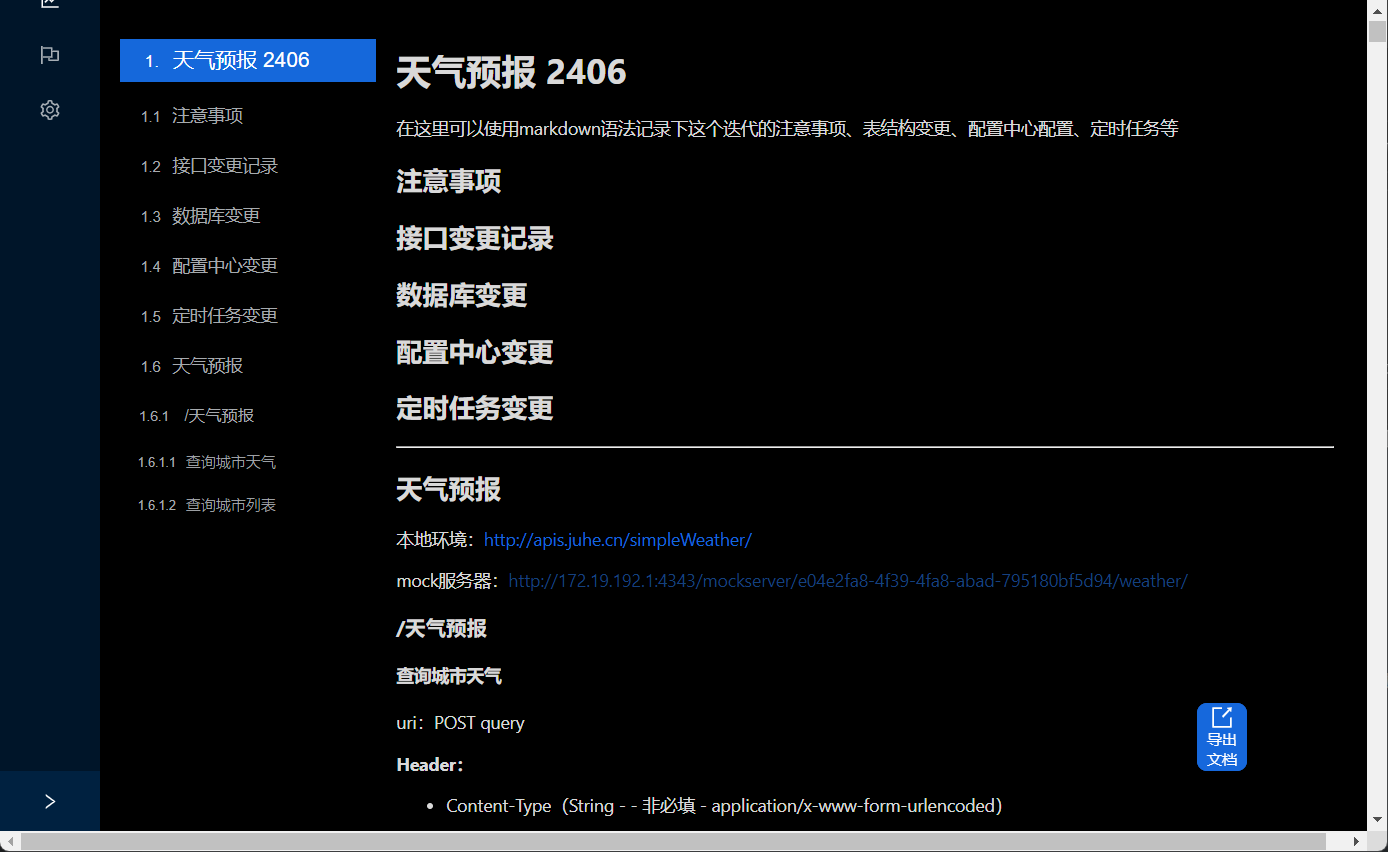 1. 天气预报 2406
1.1 注意事项
1.2 接口变更记录
1.3 数据库变更
1.4 配置中心变更
1.5 定时任务变更
1.6 天气预报
1.6.1 /天气预报
1.6.1.1 查询城市天气
1.6.1.2 查询城市列表
天气预报 2406
在这里可以使用markdown语法记录下这个迭代的注意事项、表结构变更、配置中心配置、定时任务等
注意事项
接口变更记录
数据库变更
配置中心变更
定时任务变更
天气预报
本地环境：http://apis.juhe.cn/simpleWeather/
mock服务器：http://172.19.192.1:4343/mockserver/e04e2fa8-4f39-4fa8-abad-795180bf5d94/weather/
/天气预报
查询城市天气
uri：POST query
Header：
• Content-Type（String - - 非必填 - application/x-www-form-urlencoded）
导出
文档